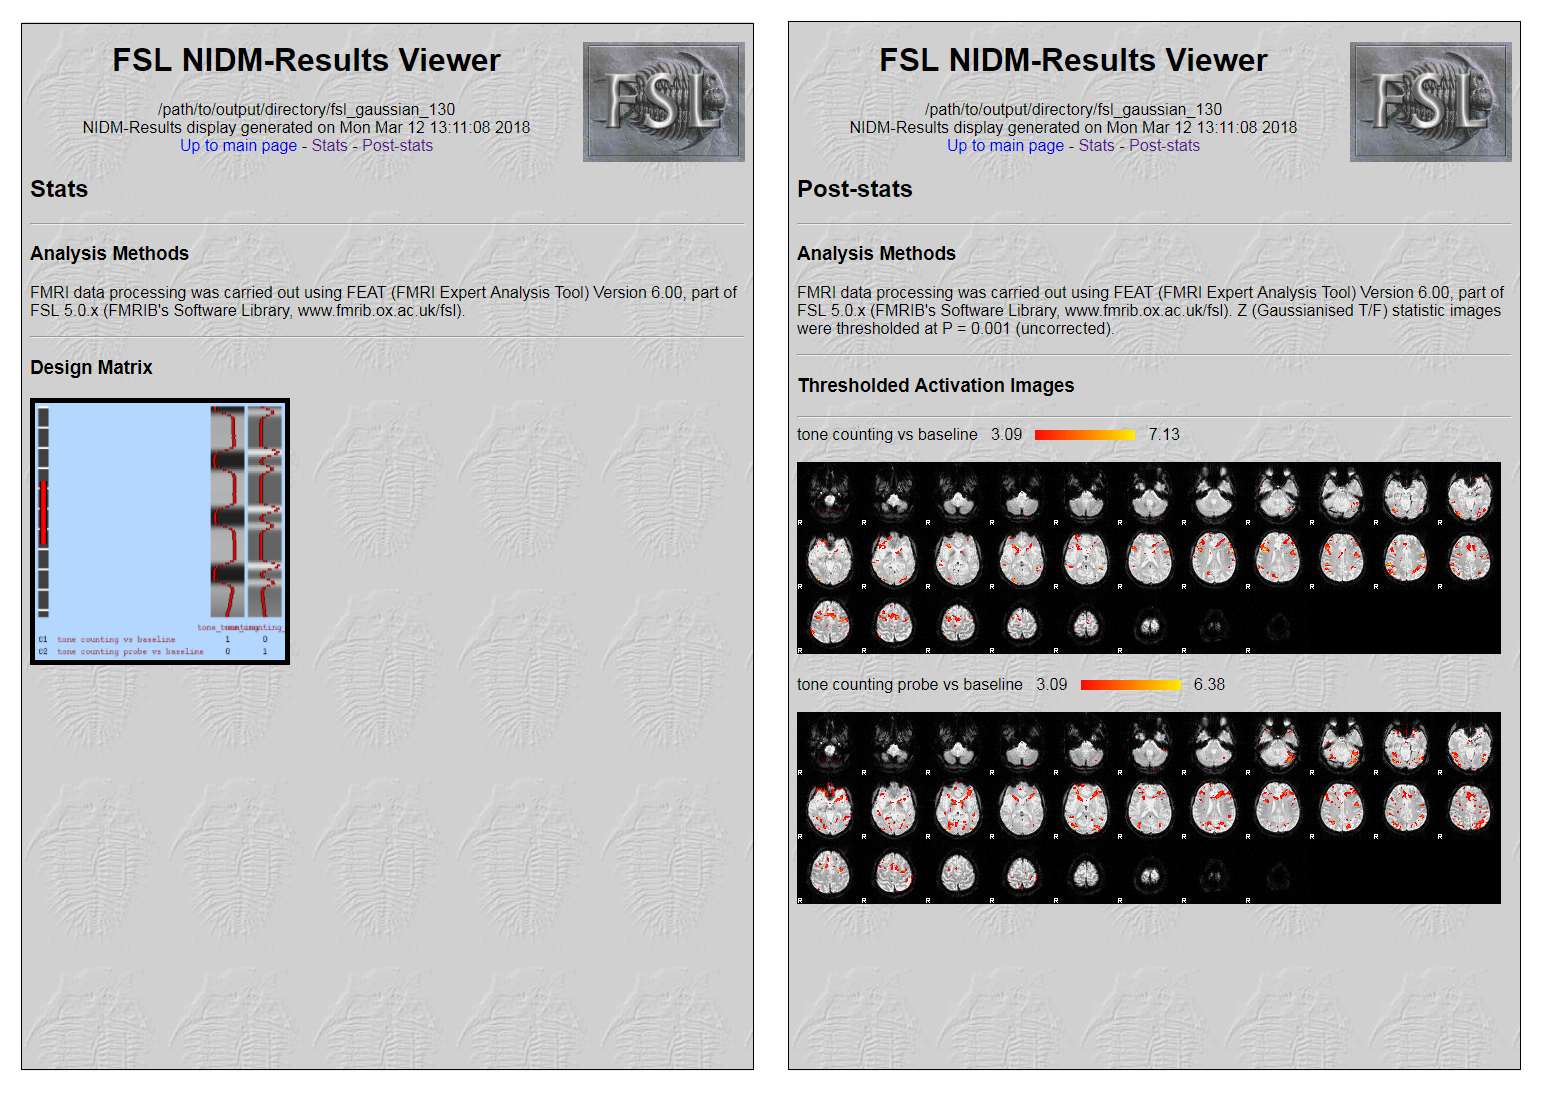 FSL NIDM-Results Viewer
/path/to/output/directory/fsl_gaussian_130
NIDM-Results display generated on Mon Mar 12 13:11:08 2018
Up to main page - Stats - Post-stats
FSL
Stats
Analysis Methods
FMRI data processing was carried out using FEAT (FMRI Expert Analysis Tool) Version 6.00, part of
FSL 5.0.x (FMRIB's Software Library, www.fmrib.ox.ac.uk/fsl).
Design Matrix
C1 tone counting vs baseline 1 0
C2 tone counting probe vs baseline 0 1
FSL NIDM-Results Viewer
/path/to/output/directory/fsl_gaussian_130
NIDM-Results display generated on Mon Mar 12 13:11:08 2018
Up to main page - Stats - Post-stats
FSL
Post-stats
Analysis Methods
FMRI data processing was carried out using FEAT (FMRI Expert Analysis Tool) Version 6.00, part of
FSL 5.0.x (FMRIB's Software Library, www.fmrib.ox.ac.uk/fsl). Z (Gaussianised T/F) statistic images
were thresholded at P = 0.001 (uncorrected).
Thresholded Activation Images
tone counting vs baseline 3.09 7.13
R R R R R R R R R R R
R R R R R R R R R R R
R R R R R R R R
tone counting probe vs baseline 3.09 6.38
R R R R R R R R R R R
R R R R R R R R R R R
R R R R R R R R